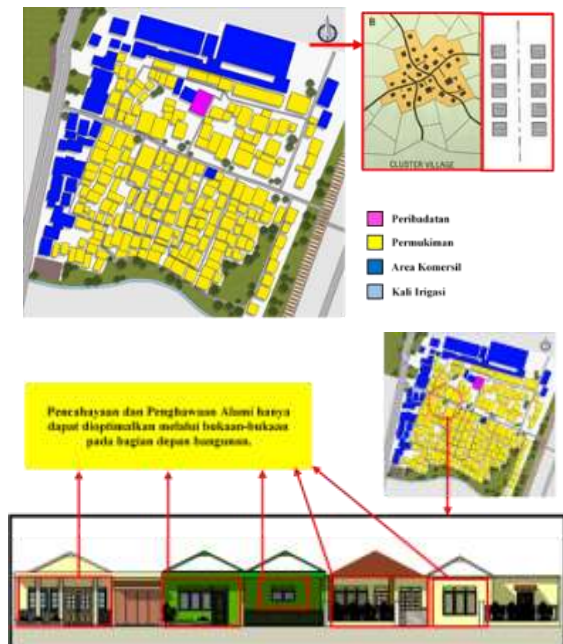 B
CLUSTER VILLAGE
Peribadatan
Permukiman
Area Komersil
Kali Irigasi
Pencahayaan dan Penghawaan Alami hanya
dapat dioptimalkan melalui bukaan-bukaan
pada bagian depan bangunan.